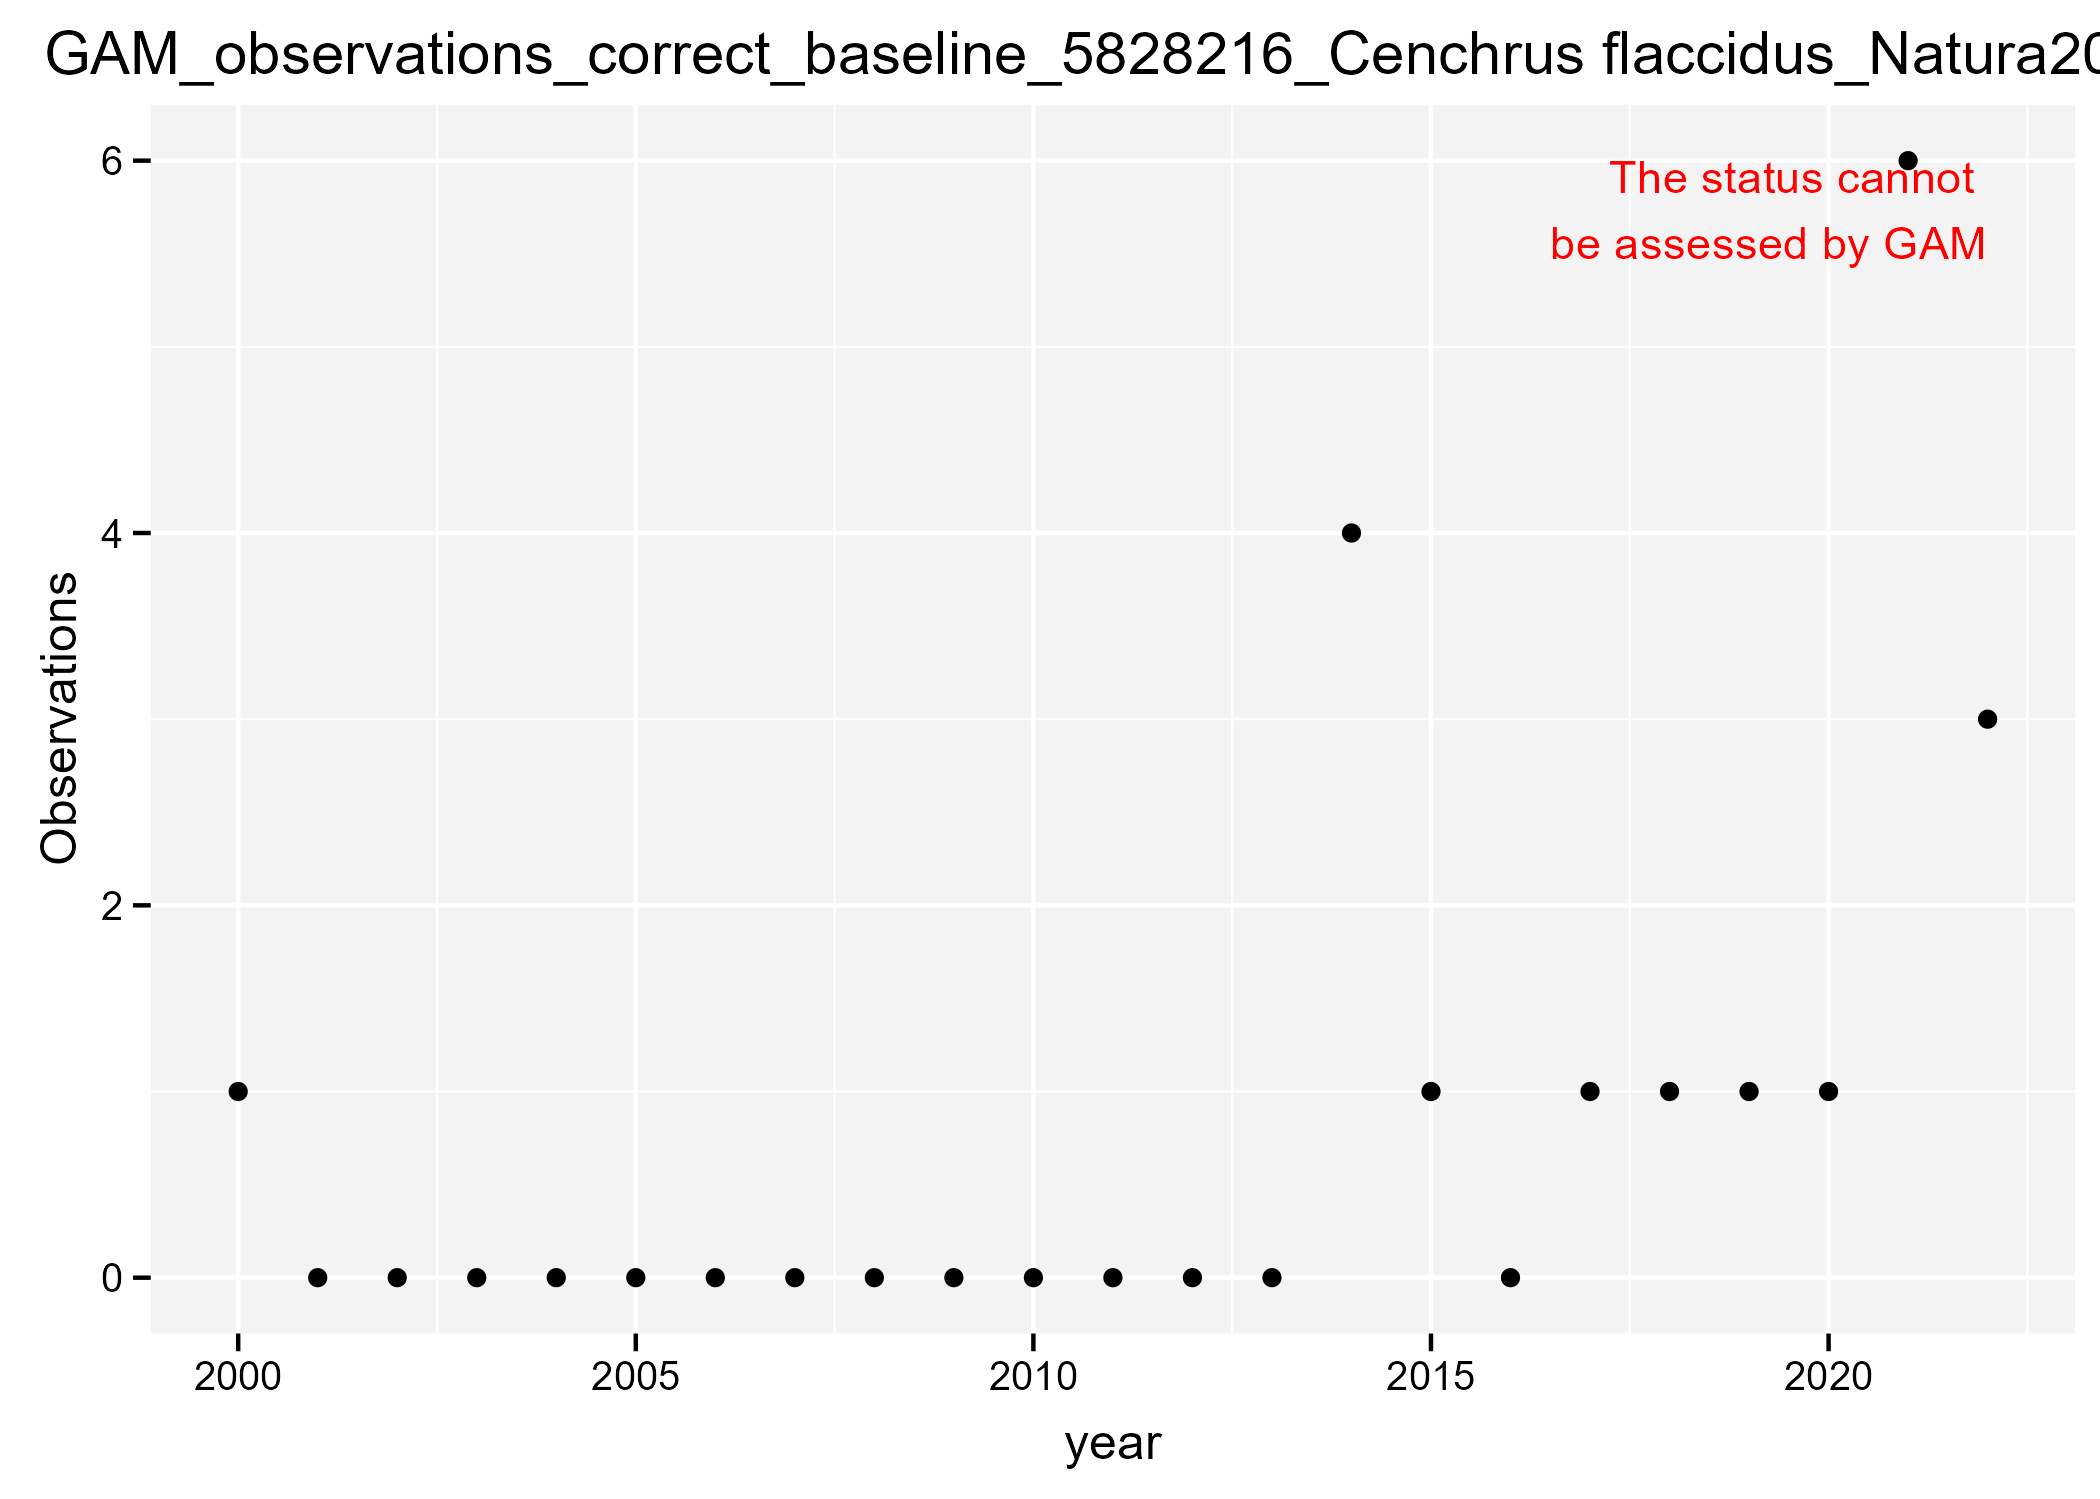 GAM_observations_correct_baseline_5828216_Cenchrus flaccidus_Natura20
6
The status cannot
be assessed by GAM
4
Observations
2
0
2000 2005 2010 2015 2020
year